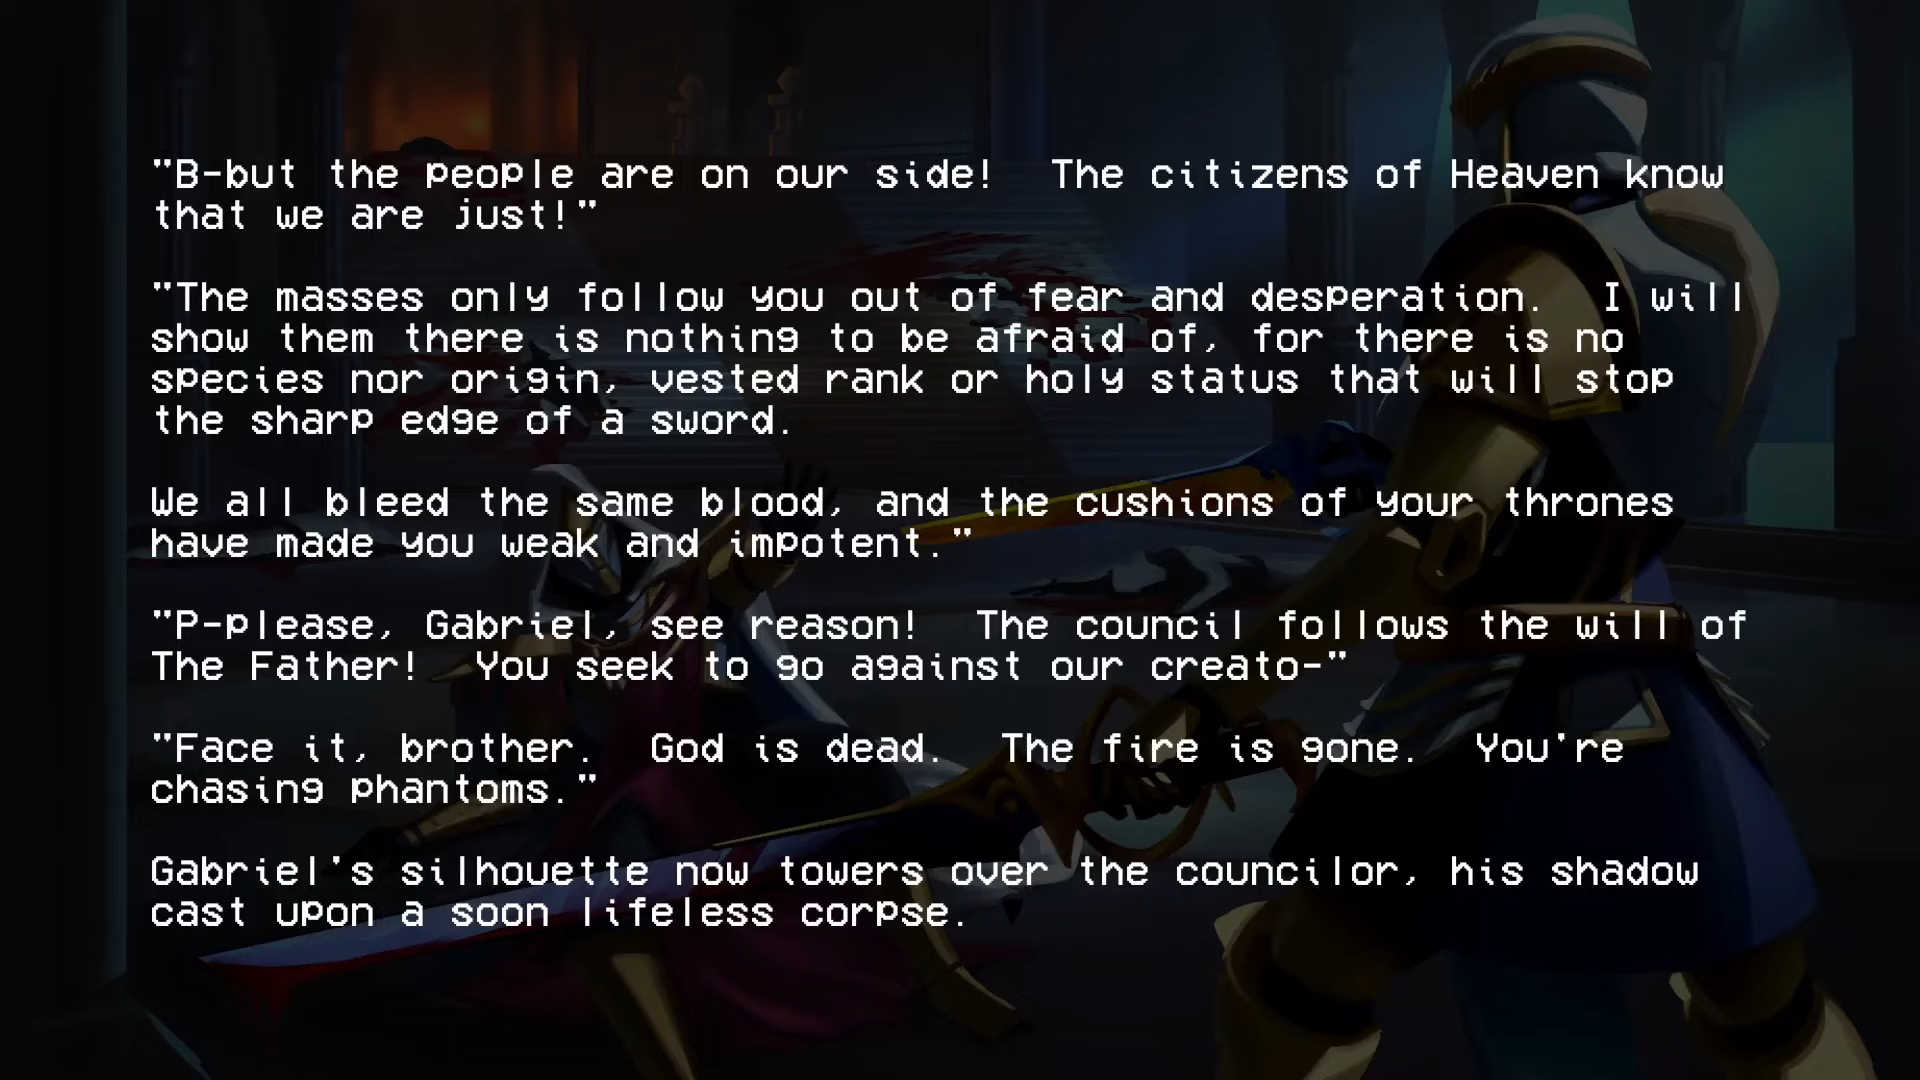 "B-but the people are on our side!  The citizens of Heaven know
that we are just!"
"The masses only follow you out of fear and desperation.  I will
show them there is nothing to be afraid of, for there is no
species nor origin, vested rank or holy status that will stop
the sharp edge of a sword.
We all bleed the same blood, and the cushions of your thrones
have made you weak and impotent."
"P-please, Gabriel, see reason!  The council follows the will of
The Father!  You seek to go against our creato-"
"Face it, brother.  God is dead.  The fire is gone.  You're
chasing phantoms."
Gabriel's silhouette now towers over the councilor, his shadow
cast upon a soon lifeless corpse.